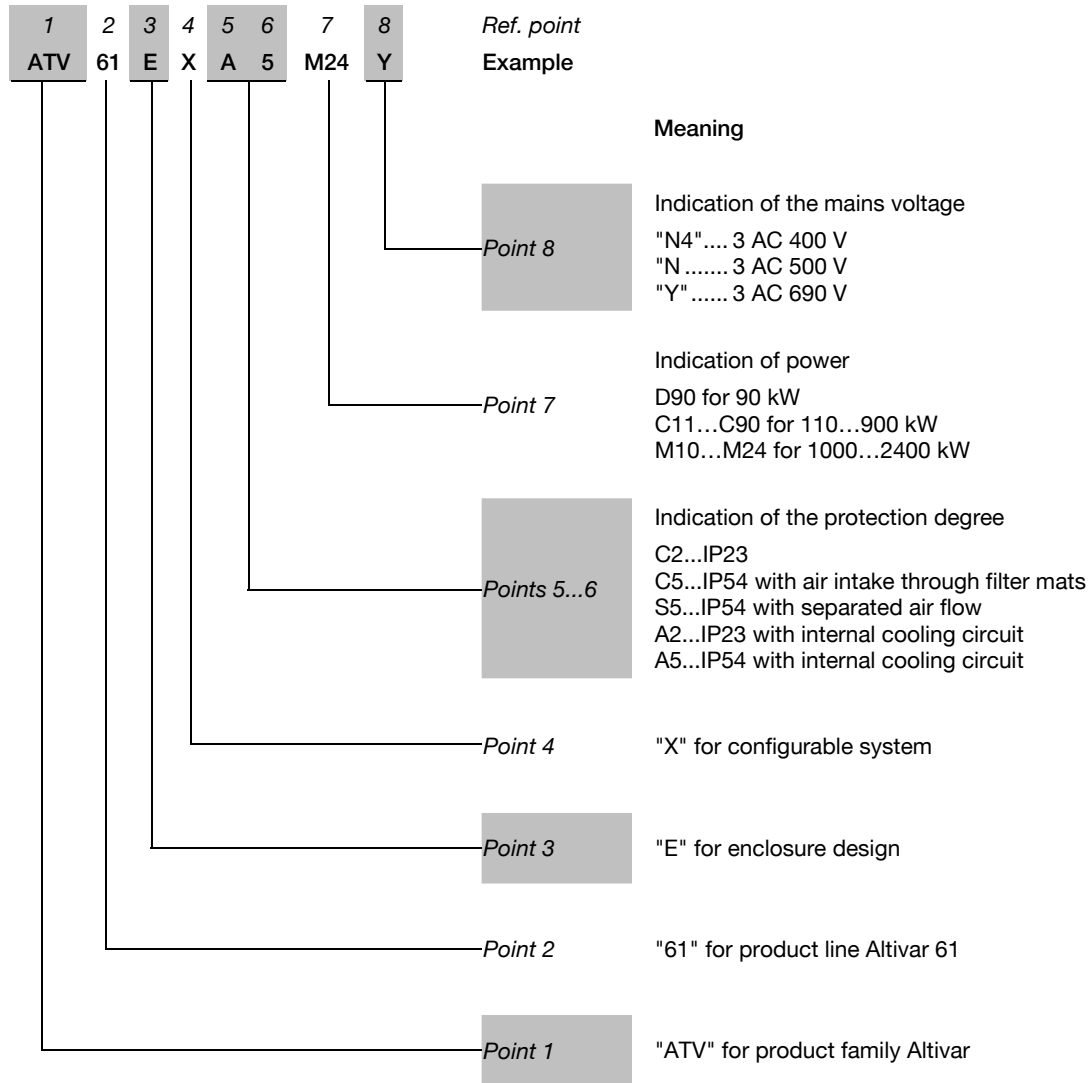 1 2 3 4 5 6 7 8 Ref. point
ATV 61 E X A 5 M24 Y Example
Meaning
Point 8
Indication of the mains voltage
"N4".... 3 AC 400 V
"N ....... 3 AC 500 V
"Y"...... 3 AC 690 V
Point 7
Indication of power
D90 for 90 kW
C11…C90 for 110…900 kW
M10…M24 for 1000…2400 kW
Points 5...6
Indication of the protection degree
C2...IP23
C5...IP54 with air intake through filter mats
S5...IP54 with separated air flow
A2...IP23 with internal cooling circuit
A5...IP54 with internal cooling circuit
Point 4 "X" for configurable system
Point 3 "E" for enclosure design
Point 2 "61" for product line Altivar 61
Point 1 "ATV" for product family Altivar